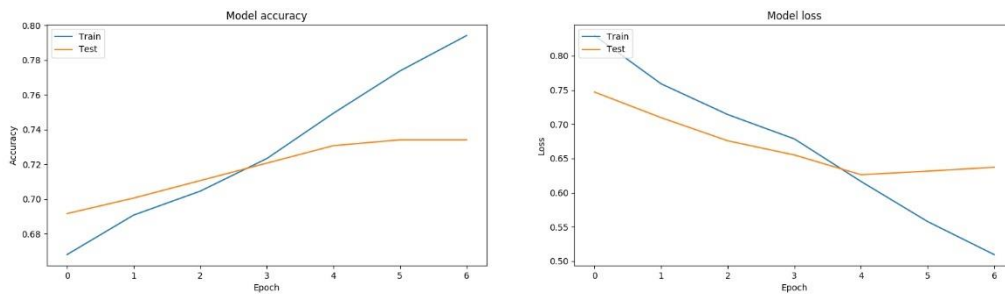 Model accuracy
0.80
0.78
0.76
0.74
0.72
0.70
0.68
Accuracy
Train
Test
0 1 2 3 4 5 6
Epoch
Model loss
0.80
0.75
0.70
0.65
0.60
0.55
0.50
Loss
Train
Test
0 1 2 3 4 5 6
Epoch